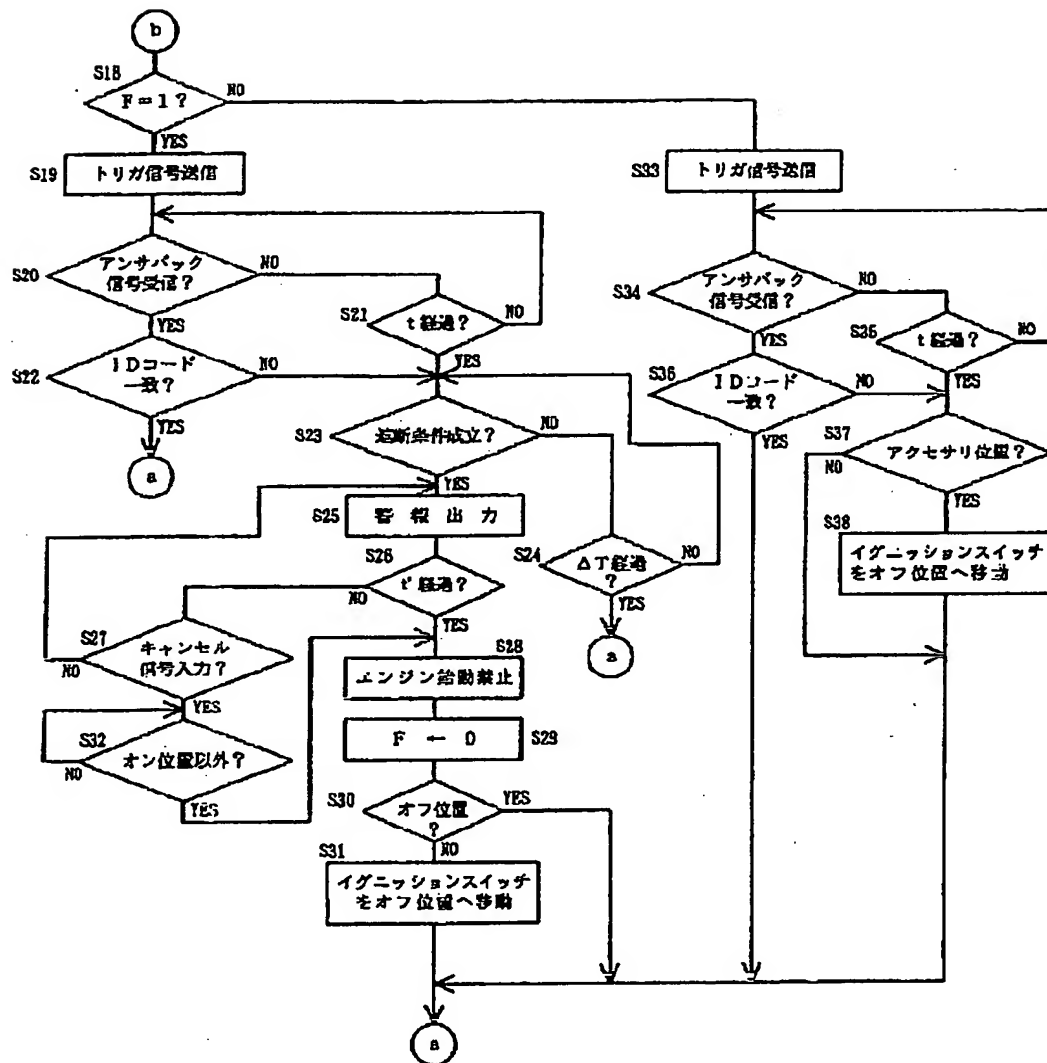 b
S18
F=1?
NO
YES
S19
トリガ信号送信
S20
アンサバック
信号受信?
NO
YES
S21
t 経過?
NO
YES
S22
IDコード
一致?
NO
YES
a
S23
遮断条件成立?
NO
YES
S24
ΔT経過
?
NO
YES
a
S25
警報出力
S26
t'経過?
NO
YES
S27
キャンセル
信号入力?
NO
YES
S32
オン位置以外?
NO
YES
S28
エンジン始動禁止
F ← 0
S29
S30
オフ位置
?
YES
NO
S31
イグニッションスイッチ
をオフ位置へ移動
a
S33
トリガ信号送信
S34
アンサバック
信号受信?
NO
YES
S35
t経過?
NO
YES
S36
IDコード
一致?
NO
YES
S37
アクセサリ位置?
NO
YES
S38
イグニッションスイッチ
をオフ位置へ移動